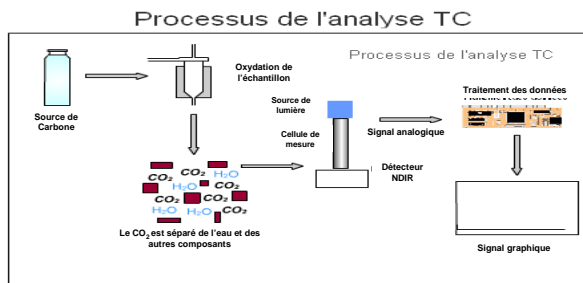 Processus de l'analyse TC
Processus de l'analyse TC
Source de
Carbone
Oxydation de
l'échantillon
CO2
CO2
H2O
CO2
H2O
CO2
CO2
CO2
H2O
CO2
Le CO2 est séparé de l'eau et des
autres composants
Source de
lumière
Cellule de
mesure
Détecteur
NDIR
Signal analogique
Traitement des données
Signal graphique